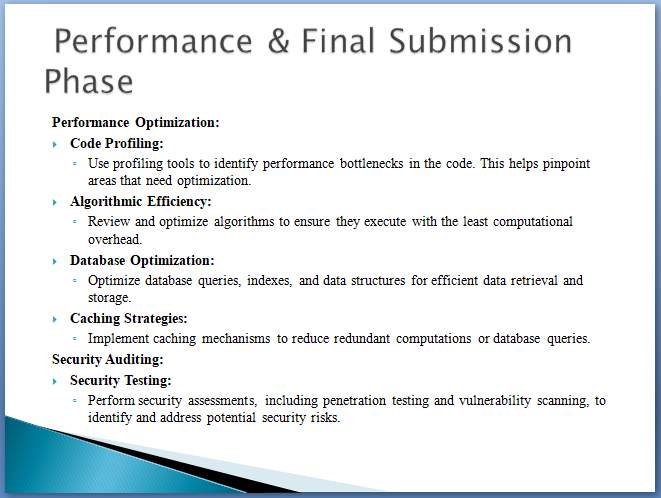 Performance & Final Submission
Phase
Performance Optimization:
Code Profiling:
Use profiling tools to identify performance bottlenecks in the code. This helps pinpoint
areas that need optimization.
Algorithmic Efficiency:
Review and optimize algorithms to ensure they execute with the least computational
overhead.
Database Optimization:
Optimize database queries, indexes, and data structures for efficient data retrieval and
storage.
Caching Strategies:
Implement caching mechanisms to reduce redundant computations or database queries.
Security Auditing:
Security Testing:
Perform security assessments, including penetration testing and vulnerability scanning, to
identify and address potential security risks.